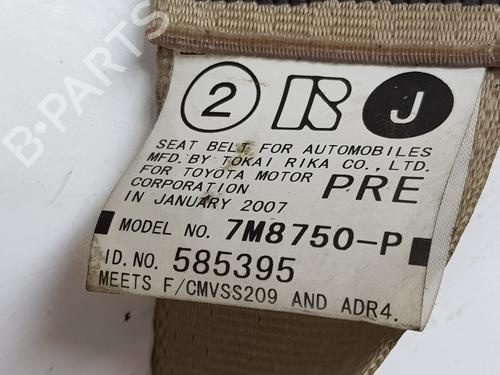 2 R J
SEAT BELT FOR AUTOMOBILES
MFD. BY TOKAI RIKA CO., LTD.
FOR TOYOTA MOTOR
CORPORATION PRE
IN JANUARY 2007
MODEL NO. 7M8750-P
ID. NO. 585395
MEETS F/CMVSS209 AND ADR4.
B-PARTS